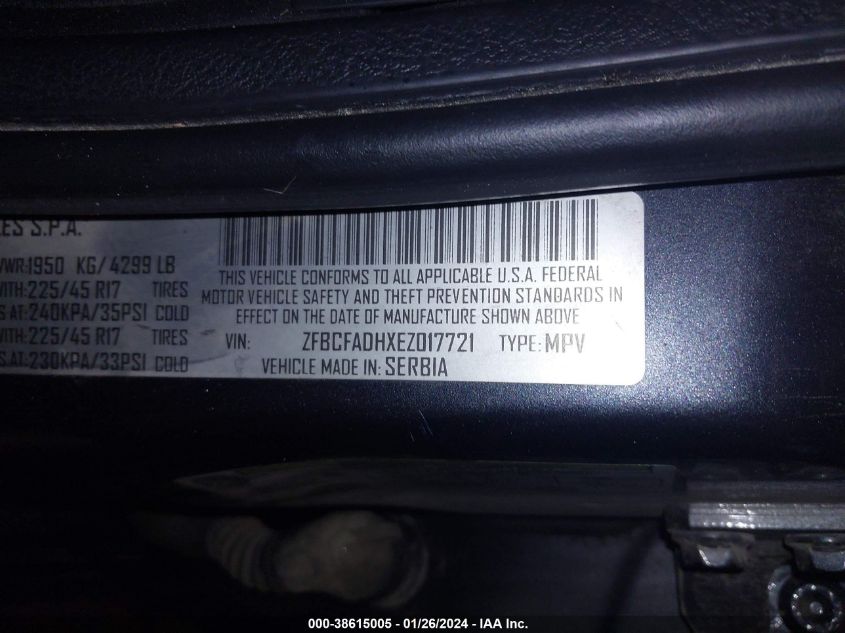 LES S.P.A.
VWR:1950 KG/ 4299 LB
WITH: 225/45 R17 TIRES
S AT: 240KPA/35PSI COLD
WITH: 225/45 R17 TIRES
S AT: 230KPA/33PSI COLD
THIS VEHICLE CONFORMS TO ALL APPLICABLE U.S.A. FEDERAL
MOTOR VEHICLE SAFETY AND THEFT PREVENTION STANDARDS IN
EFFECT ON THE DATE OF MANUFACTURE SHOWN ABOVE
VIN: ZFBCFADHXEZ017721 TYPE: MPV
VEHICLE MADE IN: SERBIA
000-38615005 - 01/26/2024 - IAA Inc.